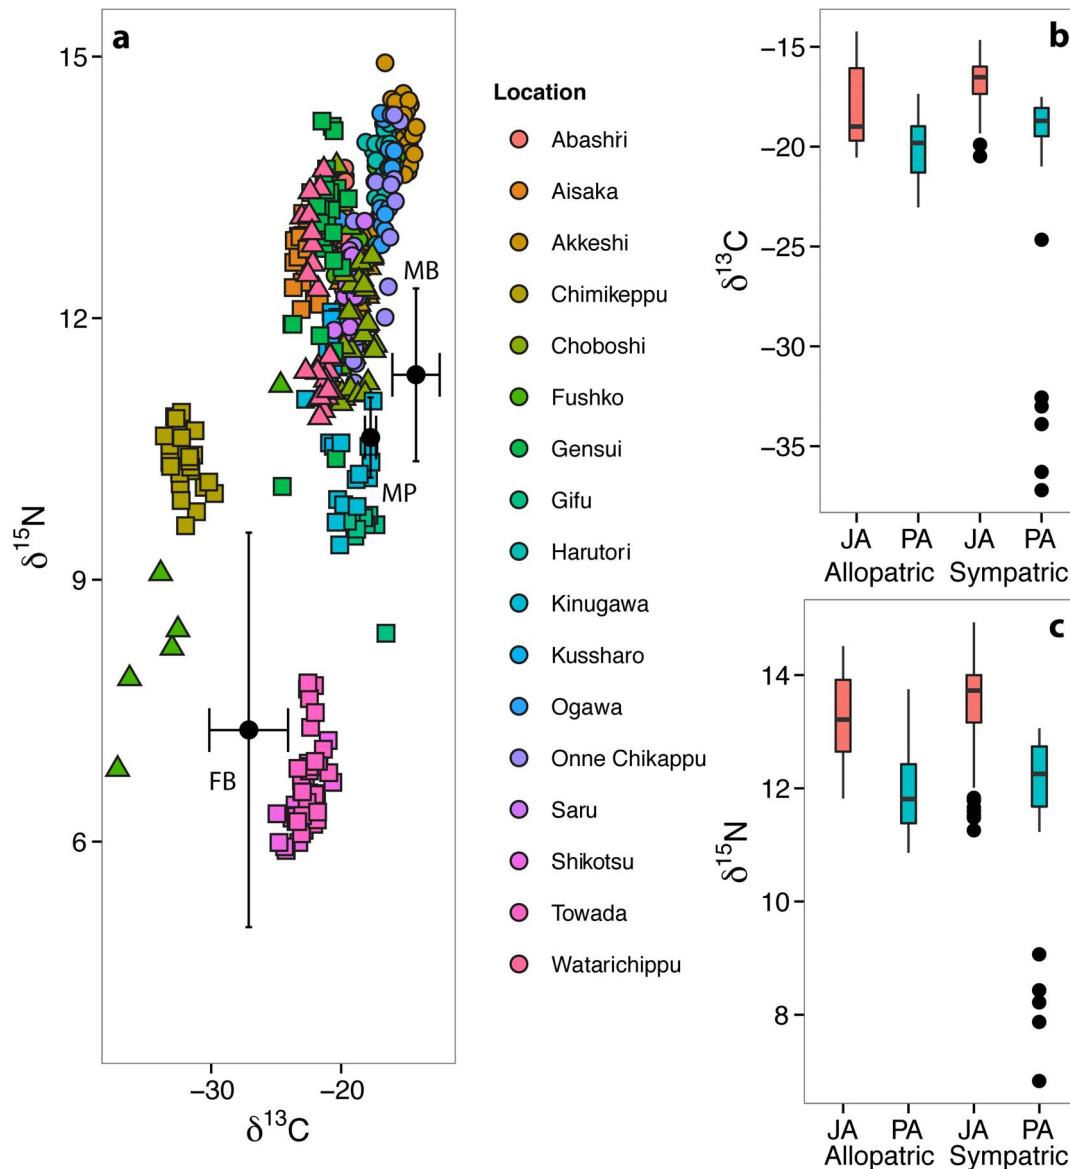 a
15
12
9
6
δ15N
−30
−20
δ13C
MB
MP
FB
Location
Abashri
Aisaka
Akkeshi
Chimikeppu
Choboshi
Fushko
Gensui
Gifu
Harutori
Kinugawa
Kussharo
Ogawa
Onne Chikappu
Saru
Shikotsu
Towada
Watarichippu
b
−15
−20
−25
−30
−35
δ13C
JA PA JA PA
Allopatric Sympatric
c
14
12
10
8
δ15N
JA PA JA PA
Allopatric Sympatric